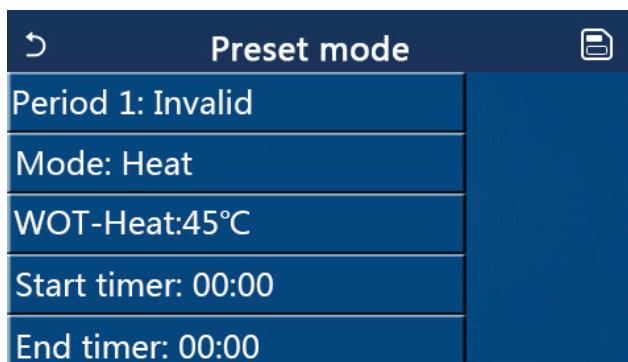 Preset mode
Period 1: Invalid
Mode: Heat
WOT-Heat:45℃
Start timer: 00:00
End timer: 00:00